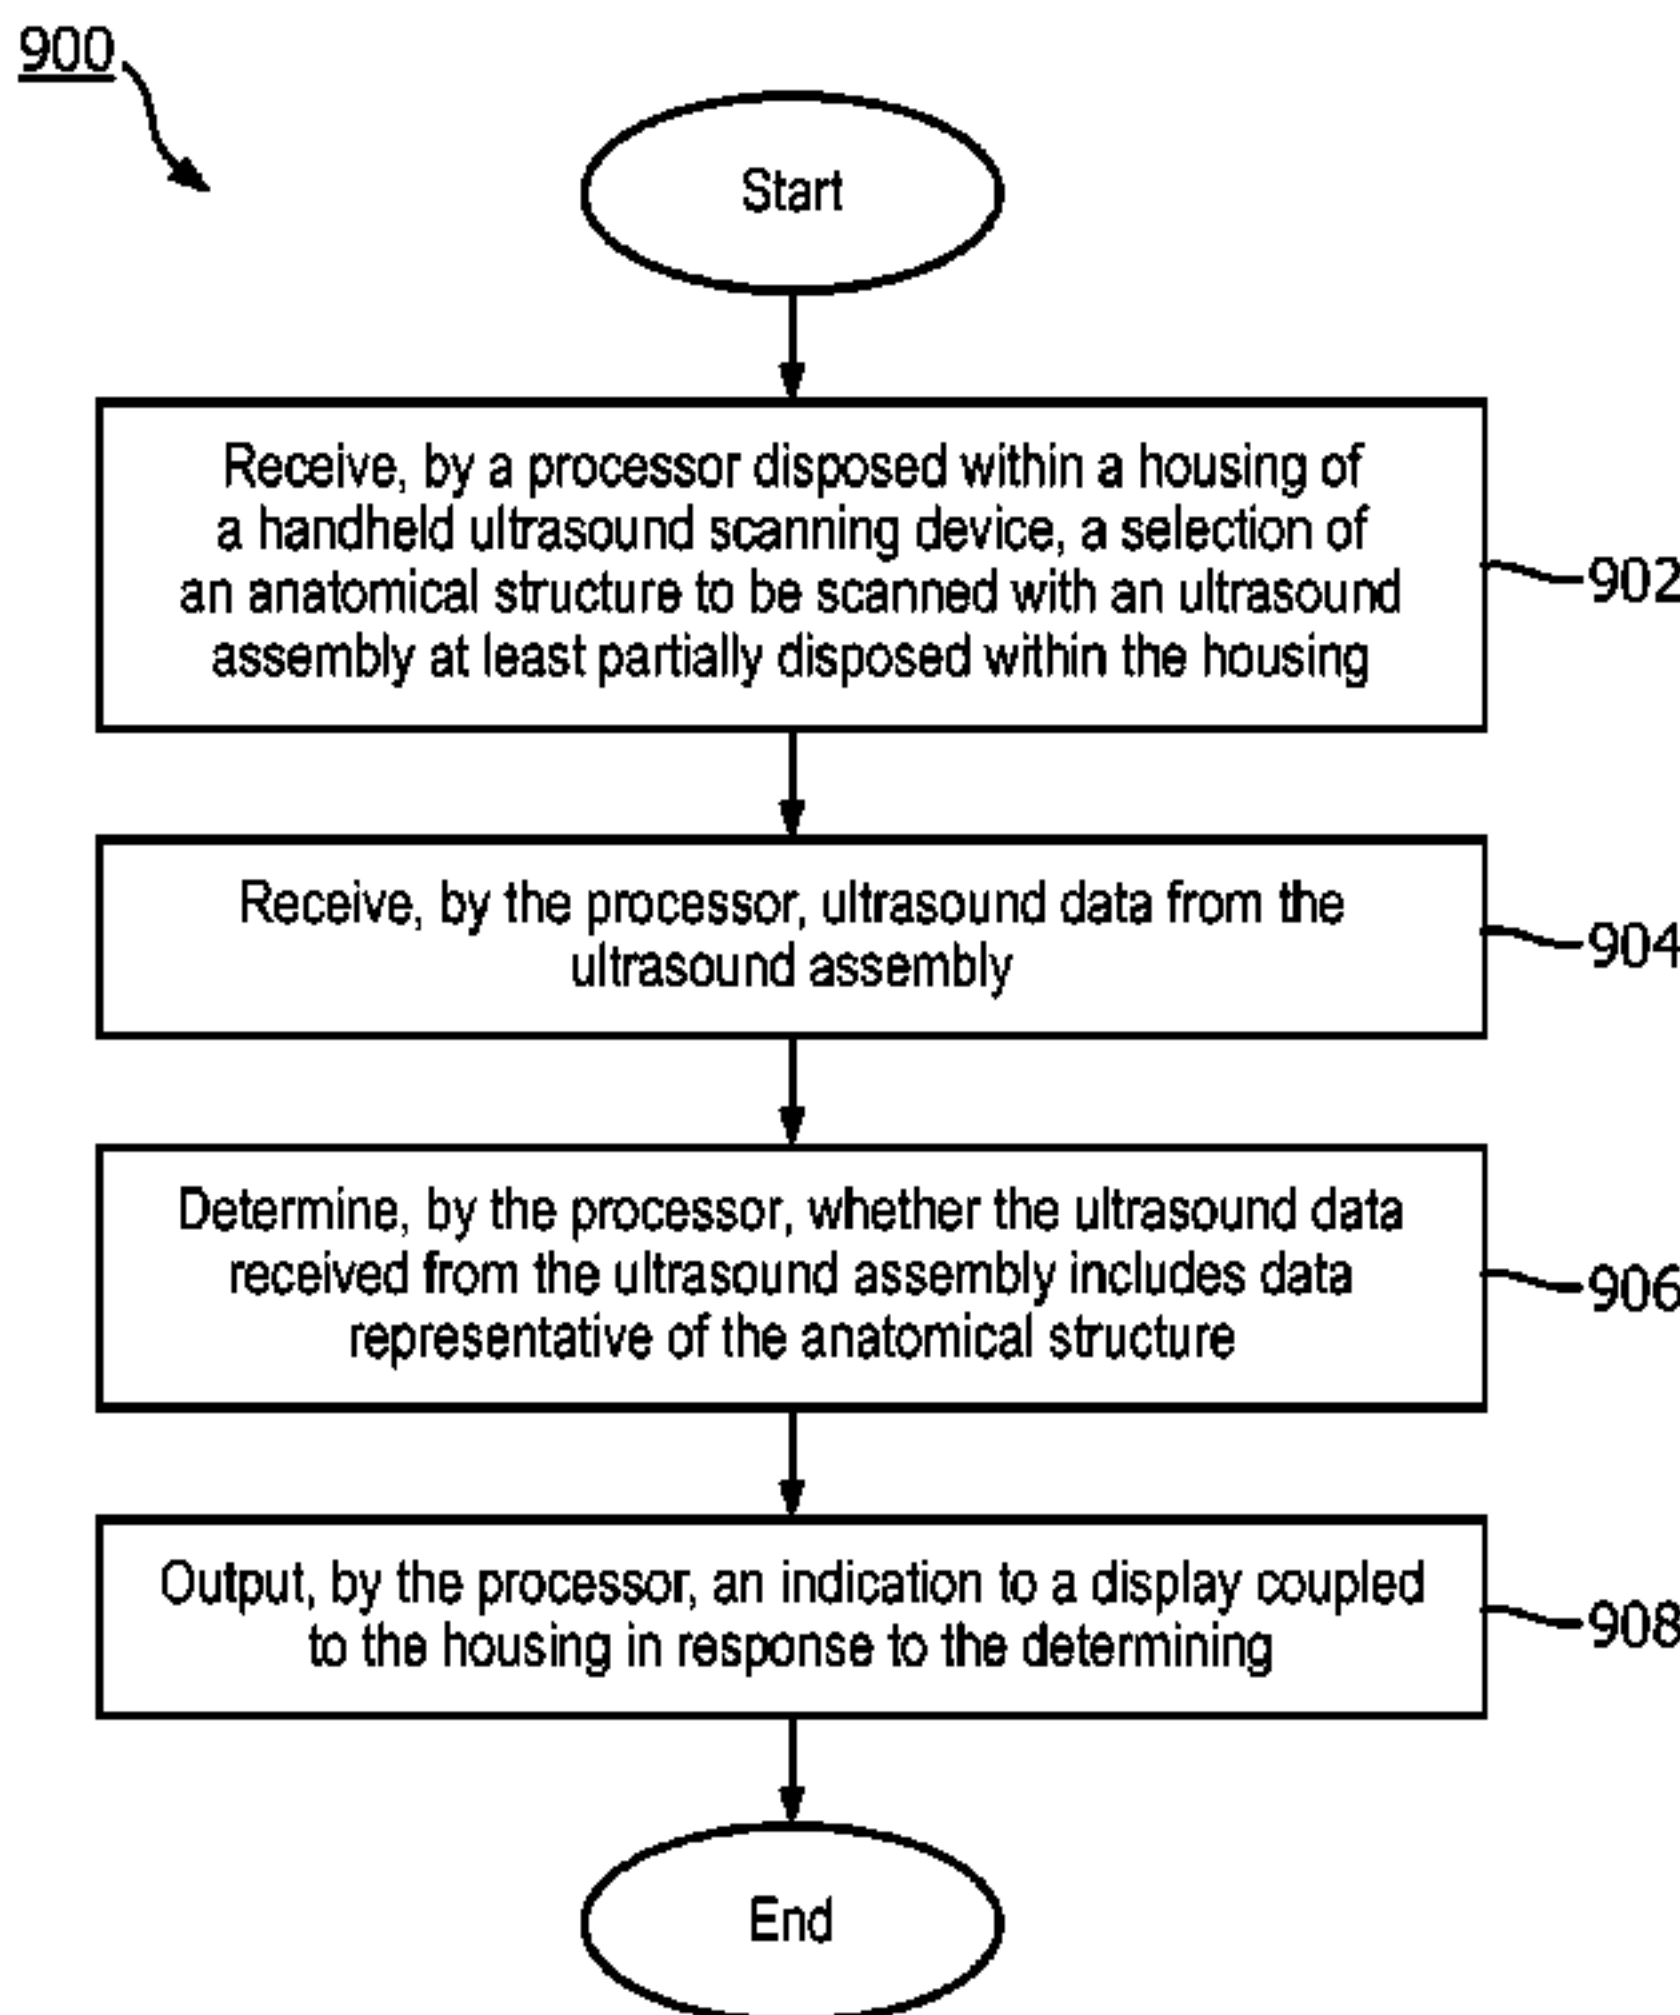 900
Start
Receive, by a processor disposed within a housing of
a handheld ultrasound scanning device, a selection of
an anatomical structure to be scanned with an ultrasound
assembly at least partially disposed within the housing
902
Receive, by the processor, ultrasound data from the
ultrasound assembly
904
Determine, by the processor, whether the ultrasound data
received from the ultrasound assembly includes data
representative of the anatomical structure
906
Output, by the processor, an indication to a display coupled
to the housing in response to the determining
908
End